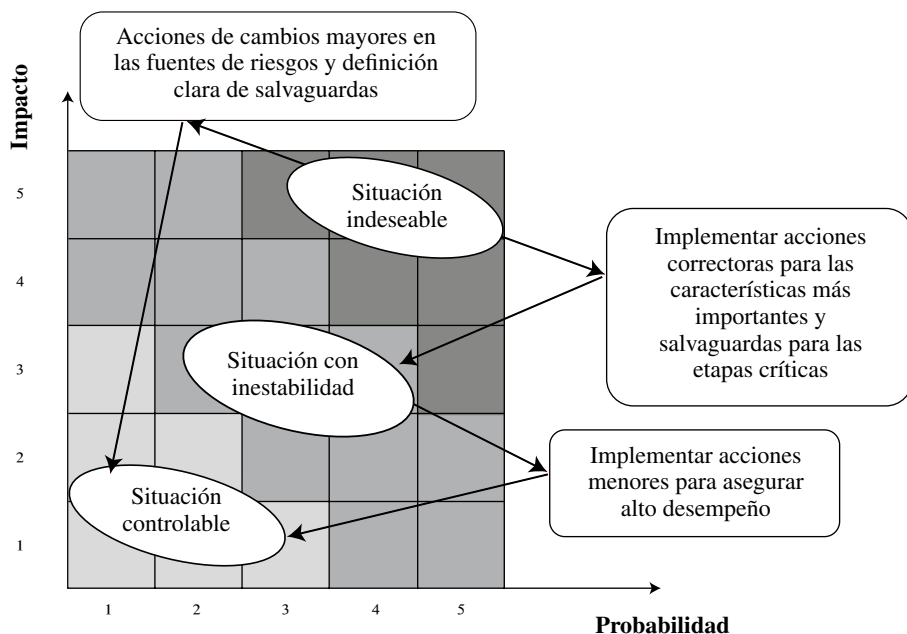 Acciones de cambios mayores en
las fuentes de riesgos y definición
clara de salvaguardas
Impacto
5
4
3
2
1
Situación
indeseable
Situación con
inestabilidad
Situación
controlable
Implementar acciones
correctoras para las
características más
importantes y
salvaguardas para las
etapas críticas
Implementar acciones
menores para asegurar
alto desempeño
1 2 3 4 5
Probabilidad